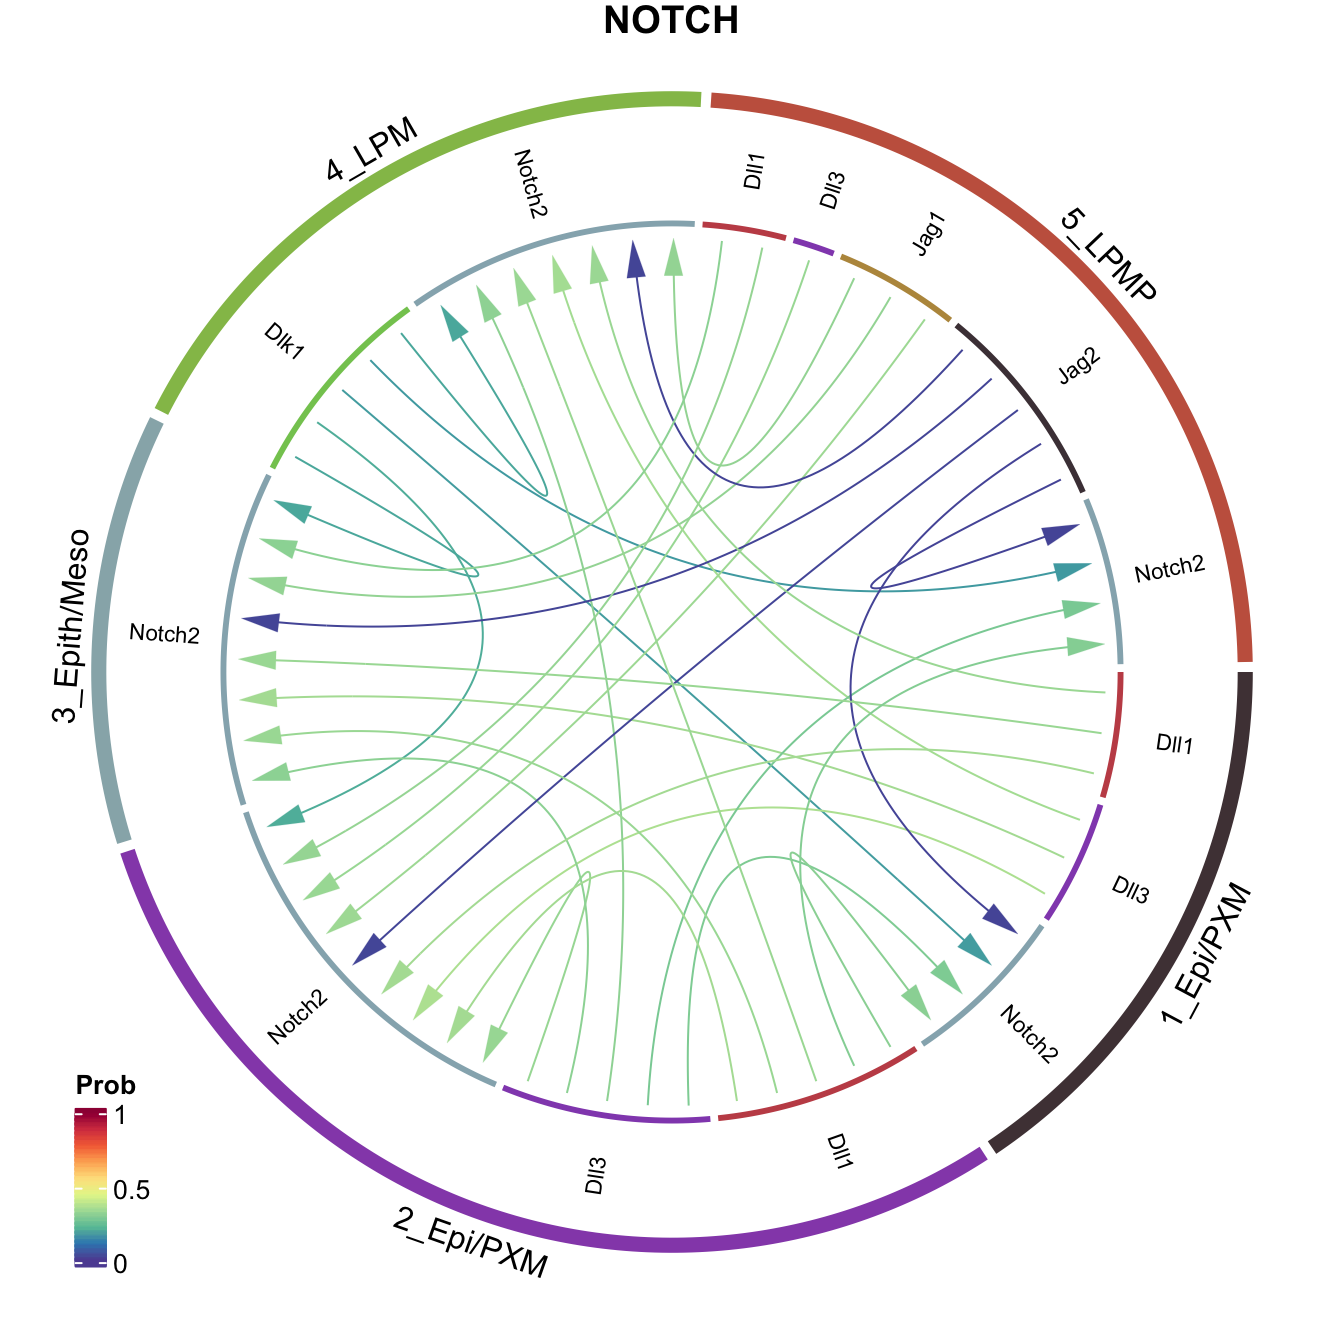 NOTCH
4_LPM
5_LPMP
Notch2
Dll1
Dll3
Jag1
Jag2
Dlk1
Notch2
3_Epith/Meso
Notch2
Dll1
Dll3
1_Epi/PXM
Notch2
Notch2
Dll1
Dll3
2_Epi/PXM
Prob
1
0.5
0